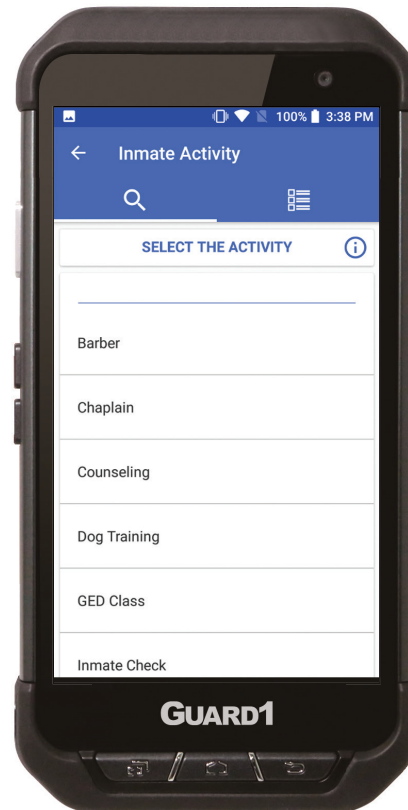 100% 3:38 PM
Inmate Activity
SELECT THE ACTIVITY
Barber
Chaplain
Counseling
Dog Training
GED Class
Inmate Check
GUARD1